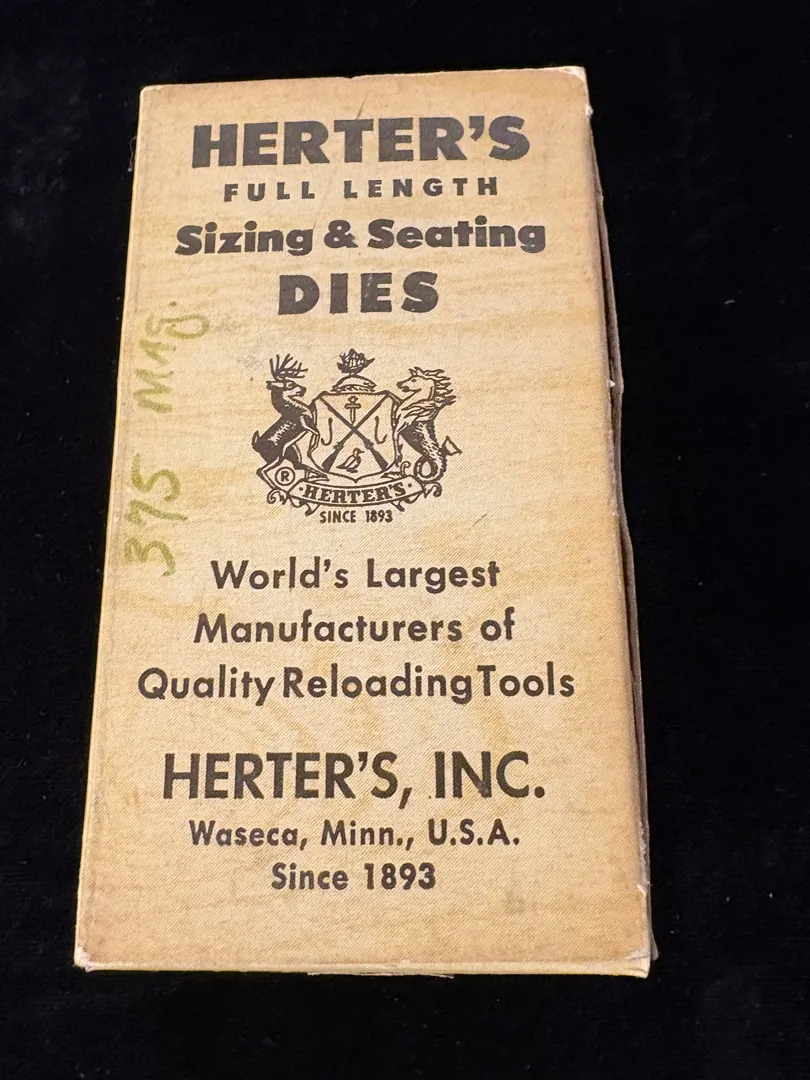 HERTER'S
FULL LENGTH
Sizing & Seating
DIES
375 Mag.
®
HERTER'S
SINCE 1893
World's Largest
Manufacturers of
Quality Reloading Tools
HERTER'S, INC.
Waseca, Minn., U.S.A.
Since 1893